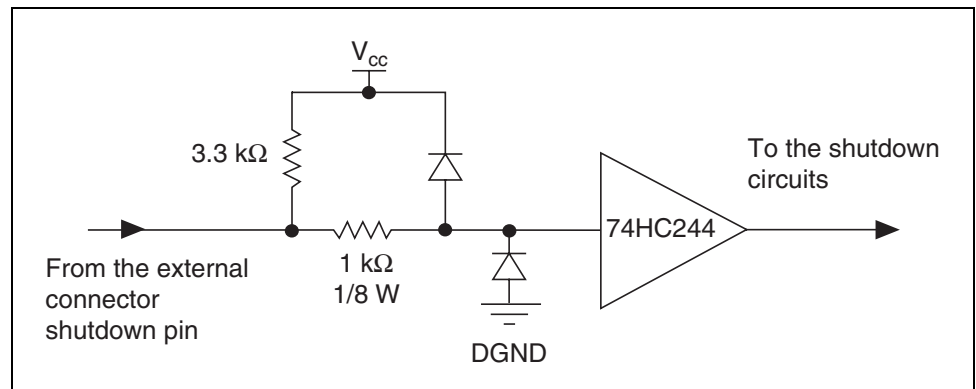 Vcc
3.3 kΩ
1 kΩ
1/8 W
74HC244
To the shutdown
circuits
From the external
connector
shutdown pin
DGND